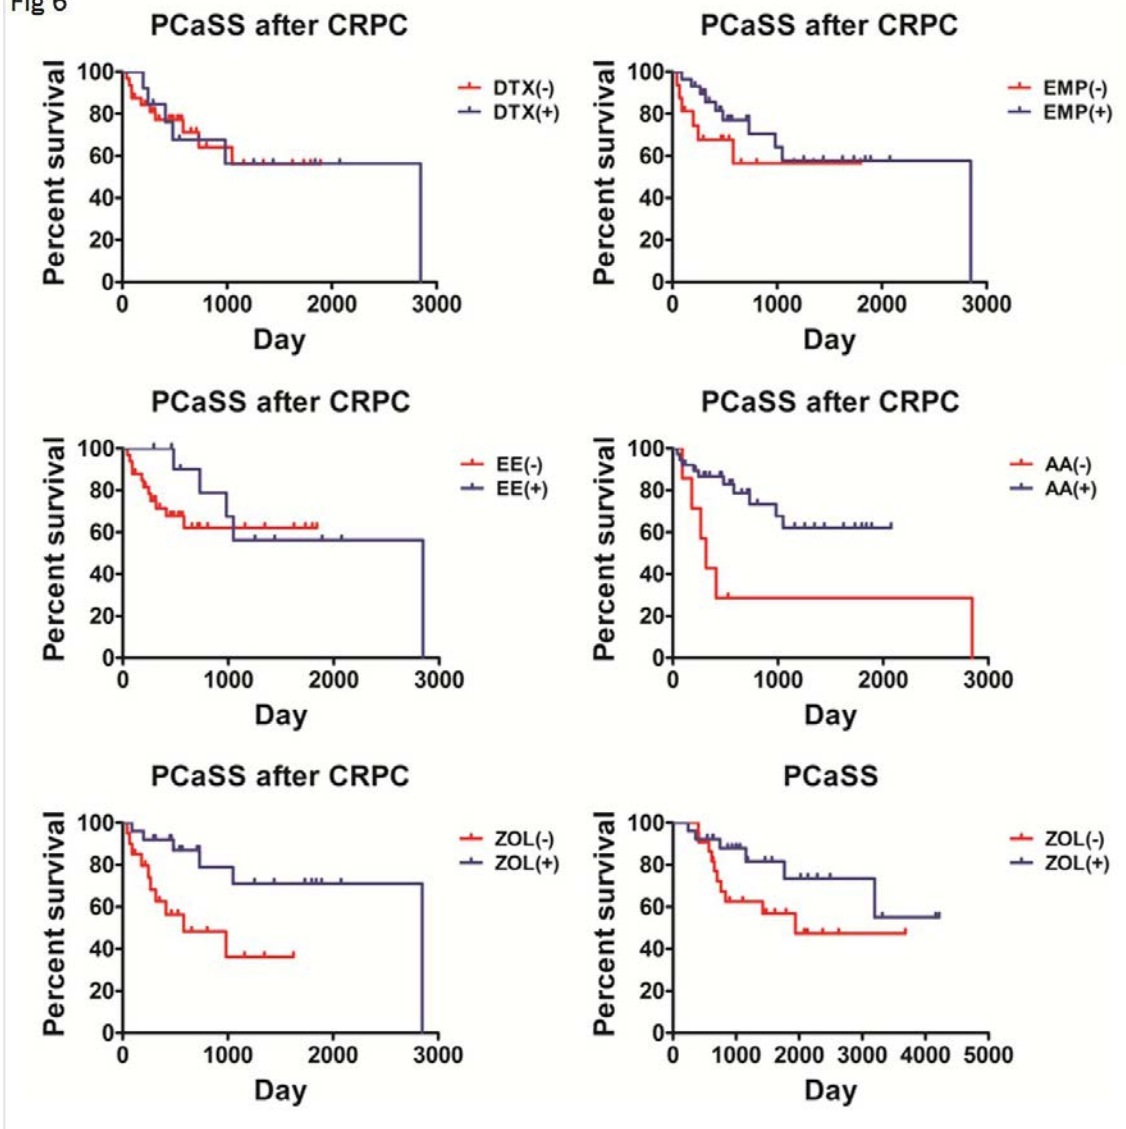 Fig 6
PCaSS after CRPC
Percent survival
100
80
60
40
20
0
0 1000 2000 3000
Day
DTX(-)
DTX(+)
PCaSS after CRPC
Percent survival
100
80
60
40
20
0
0 1000 2000 3000
Day
EMP(-)
EMP(+)
PCaSS after CRPC
Percent survival
100
80
60
40
20
0
0 1000 2000 3000
Day
EE(-)
EE(+)
PCaSS after CRPC
Percent survival
100
80
60
40
20
0
0 1000 2000 3000
Day
AA(-)
AA(+)
PCaSS after CRPC
Percent survival
100
80
60
40
20
0
0 1000 2000 3000
Day
ZOL(-)
ZOL(+)
PCaSS
Percent survival
100
80
60
40
20
0
0 1000 2000 3000 4000 5000
Day
ZOL(-)
ZOL(+)